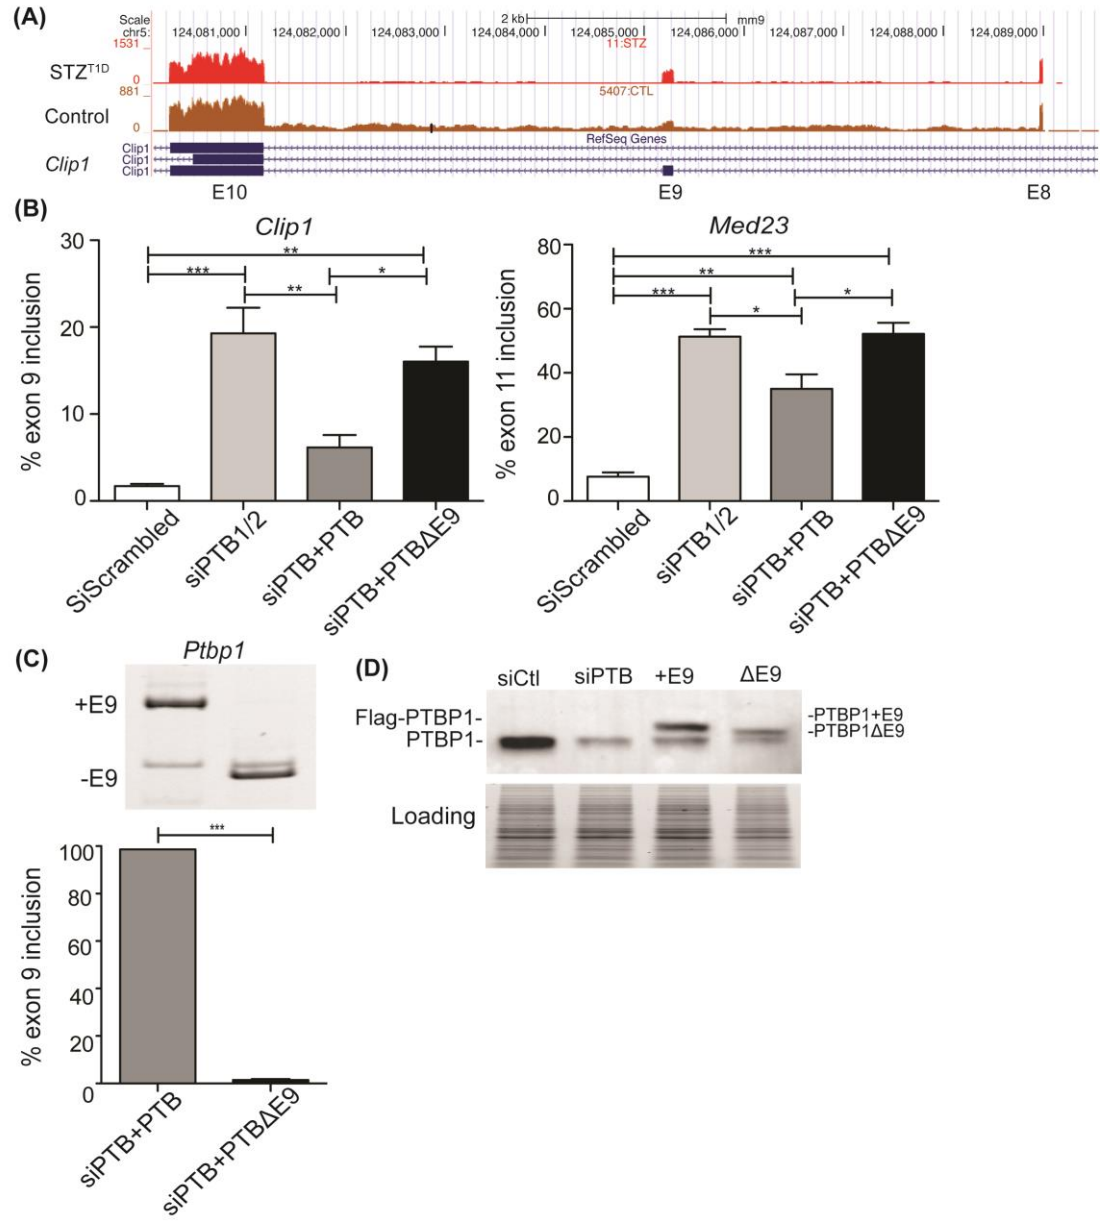 (A)
Scale 2 kb mm9
chr5: 124,081,000 124,082,000 124,083,000 124,084,000 124,085,000 124,086,000 124,087,000 124,088,000 124,089,000
1531 _ 11:STZ
STZT1D
0 _
881 _ 5407:CTL
Control
0 _
RefSeq Genes
Clip1
Clip1
Clip1
Clip1
E10 E9 E8
(B)
Clip1
30
20
10
0
% exon 9 inclusion
**
***
*
**
SiScrambled
siPTB1/2
siPTB+PTB
siPTB+PTBΔE9
Med23
80
60
40
20
0
% exon 11 inclusion
***
**
***
*
*
SiScrambled
siPTB1/2
siPTB+PTB
siPTB+PTBΔE9
(C)
Ptbp1
+E9
-E9
***
100
80
60
40
20
0
% exon 9 inclusion
siPTB+PTB
siPTB+PTBΔE9
(D)
siCtl siPTB +E9 ΔE9
Flag-PTBP1-
PTBP1-
-PTBP1+E9
-PTBP1ΔE9
Loading